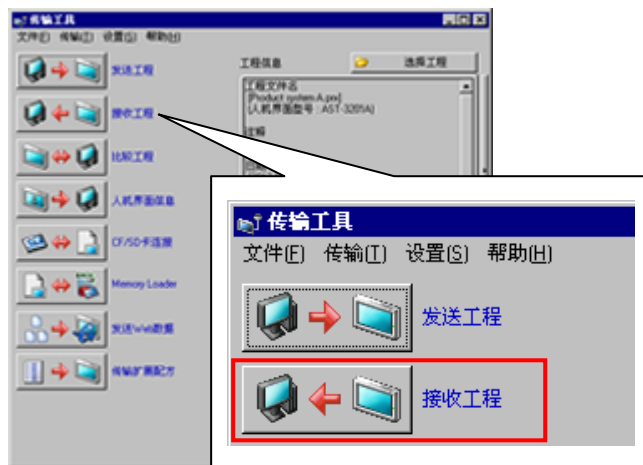 传输工具
文件(F) 传输(T) 设置(S) 帮助(H)
发送工程
接收工程
比较工程
人机界面信息
CF/SD卡连接
Memory Loader
发送Web数据
传输扩展配方
工程信息
选择工程
工程文件名
[Product system A.prx]
(人机界面型号：AST-3201A)
注释
传输工具
文件(F) 传输(T) 设置(S) 帮助(H)
发送工程
接收工程